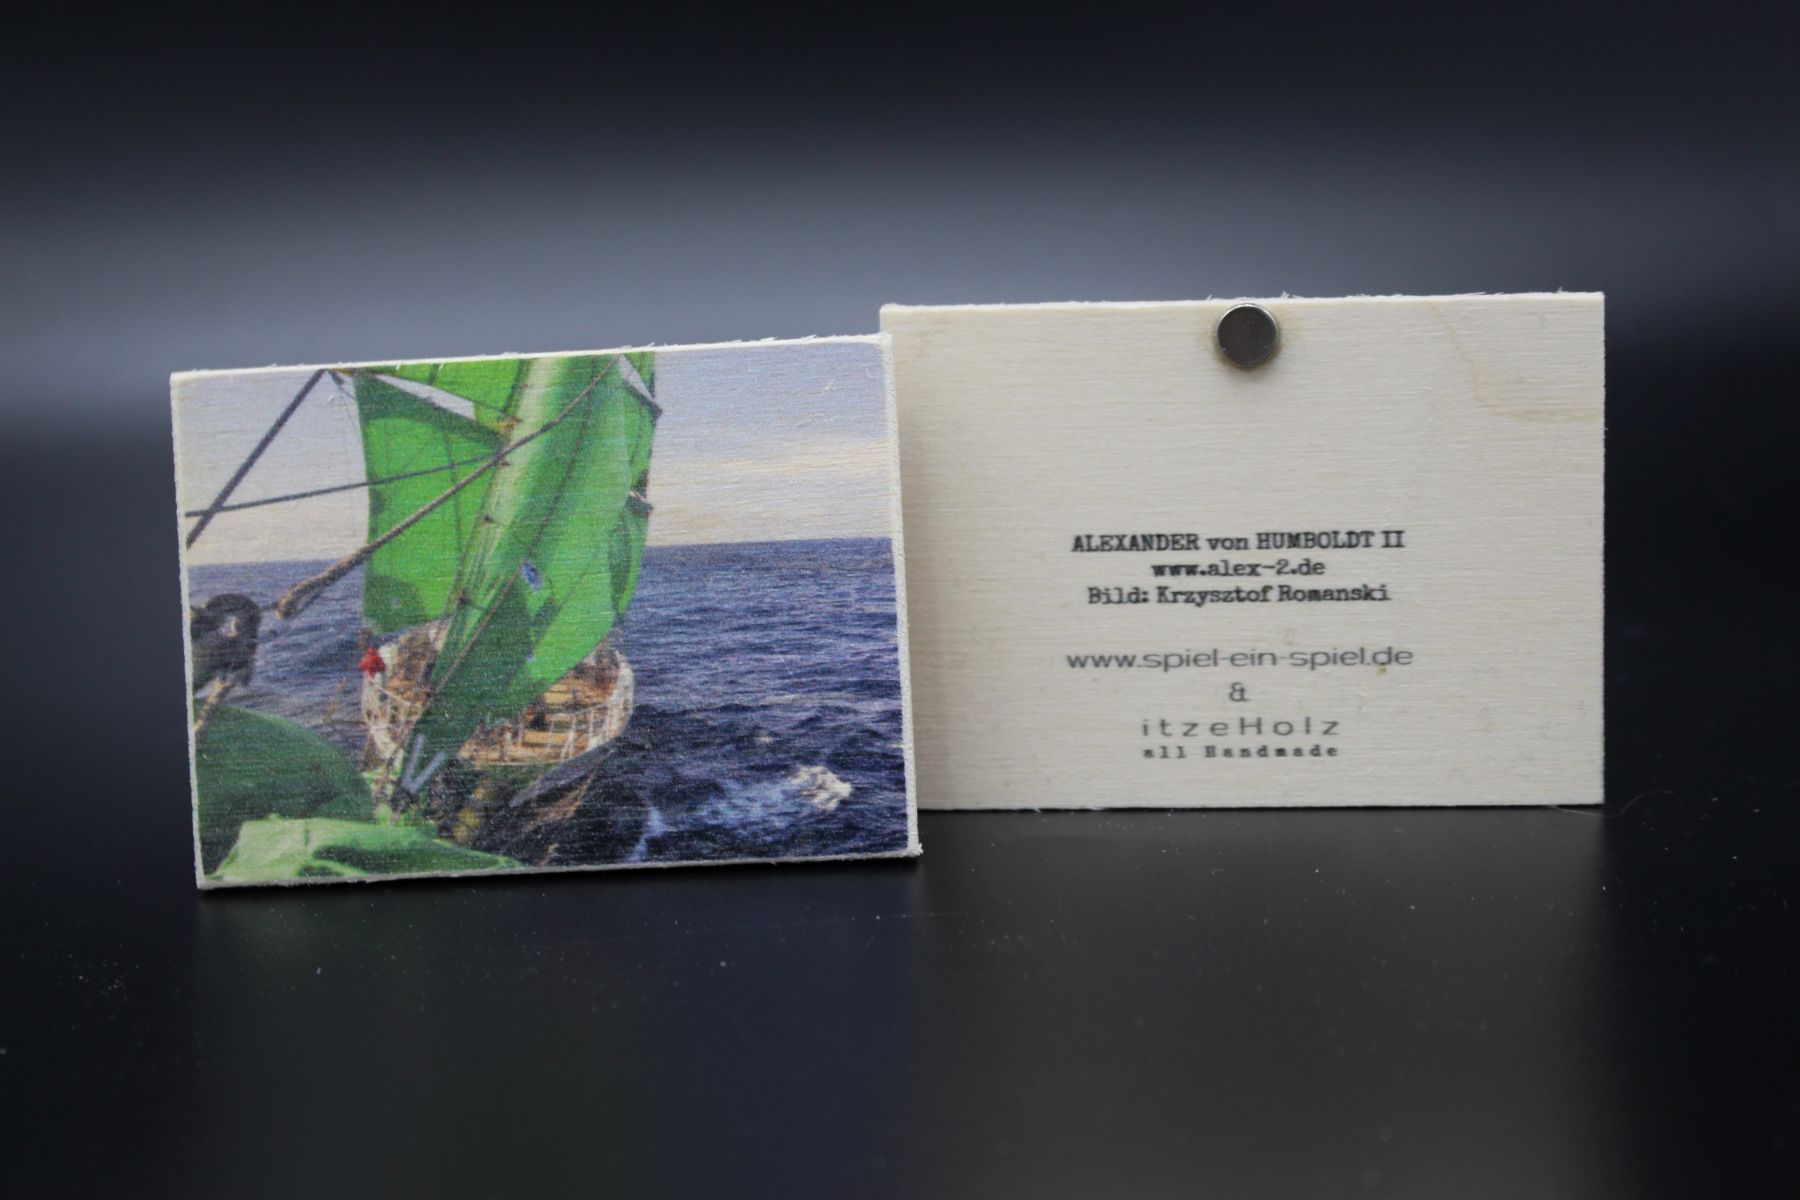 ALEXANDER von HUMBOLDT II
www.alex-2.de
Bild: Krzysztof Romanski
www.spiel-ein-spiel.de
&
itzeHolz
all Handmade